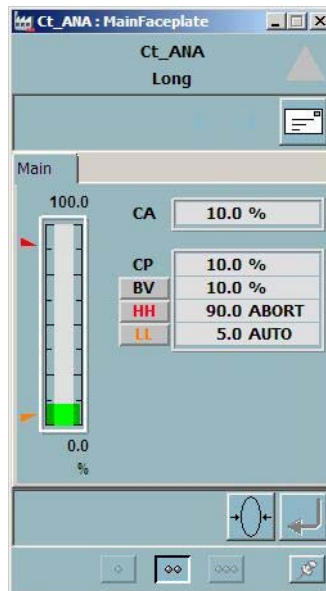 Ct_ANA : MainFaceplate
Ct_ANA
Long
Main
100.0
CA 10.0 %
CP 10.0 %
BV 10.0 %
HH 90.0 ABORT
LL 5.0 AUTO
0.0
%